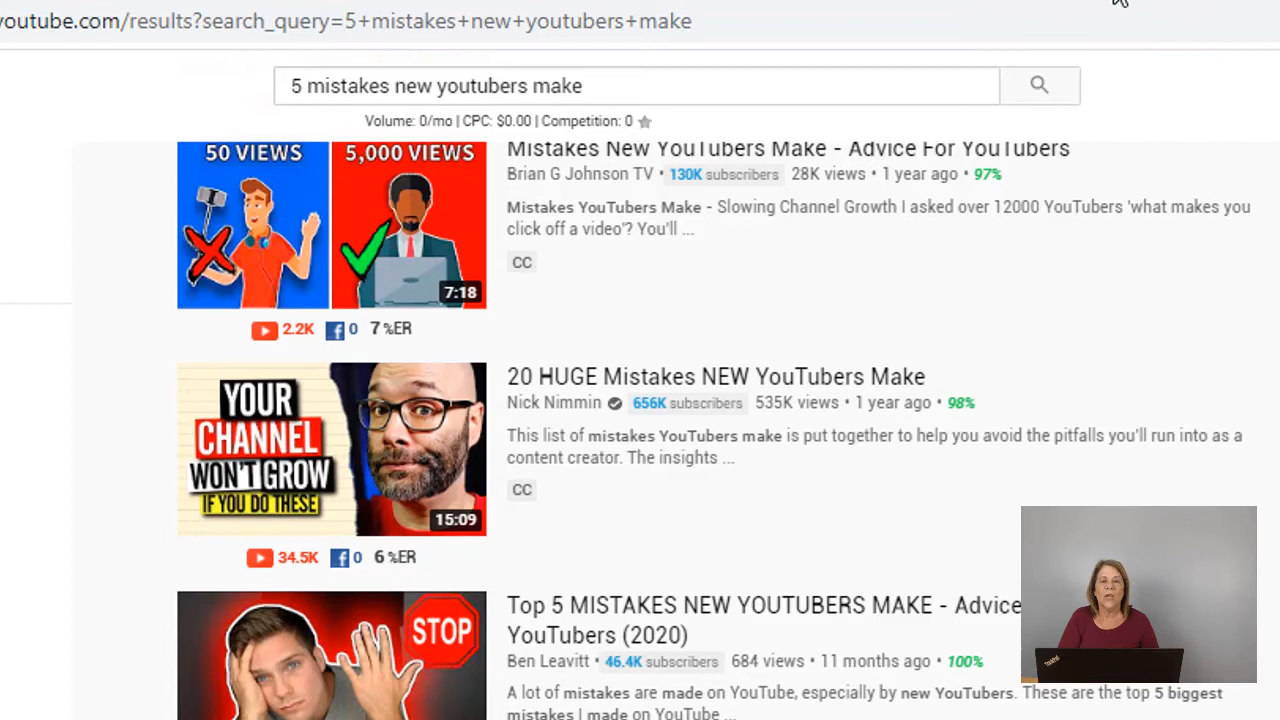 youtube.com/results?search_query=5+mistakes+new+youtubers+make
5 mistakes new youtubers make
Volume: 0/mo | CPC: $0.00 | Competition: 0
50 VIEWS
5,000 VIEWS
7:18
Mistakes New YouTubers Make - Advice For YouTubers
Brian G Johnson TV • 130K subscribers 28K views • 1 year ago • 97%
Mistakes YouTubers Make - Slowing Channel Growth I asked over 12000 YouTubers 'what makes you
click off a video'? You'll ...
CC
2.2K f 0 7 %ER
YOUR
CHANNEL
WON'T GROW
IF YOU DO THESE
15:09
20 HUGE Mistakes NEW YouTubers Make
Nick Nimmin 656K subscribers 535K views • 1 year ago • 98%
This list of mistakes YouTubers make is put together to help you avoid the pitfalls you'll run into as a
content creator. The insights ...
CC
34.5K f 0 6 %ER
STOP
Top 5 MISTAKES NEW YOUTUBERS MAKE - Advice
YouTubers (2020)
Ben Leavitt • 46.4K subscribers 684 views • 11 months ago • 100%
A lot of mistakes are made on YouTube, especially by new YouTubers. These are the top 5 biggest
mistakes I made on YouTube ...
ThinkPad